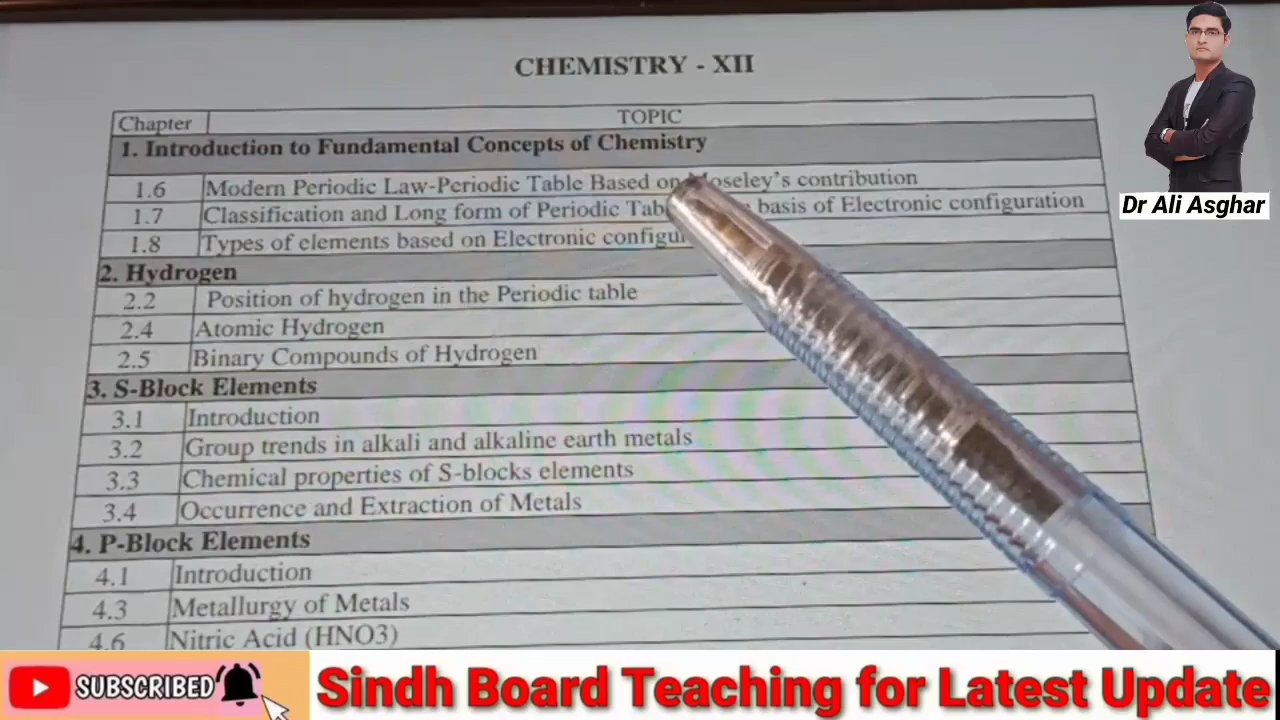 CHEMISTRY - XII
Chapter TOPIC
1. Introduction to Fundamental Concepts of Chemistry
1.6 Modern Periodic Law-Periodic Table Based on Moseley's contribution
1.7 Classification and Long form of Periodic basis of Electronic configuration
1.8 Types of elements based on Electronic
2. Hydrogen
2.2 Position of hydrogen in the Periodic table
2.4 Atomic Hydrogen
2.5 Binary Compounds of Hydrogen
3. S-Block Elements
3.1 Introduction
3.2 Group trends in alkali and alkaline earth metals
3.3 Chemical properties of S-blocks elements
3.4 Occurrence and Extraction of Metals
4. P-Block Elements
4.1 Introduction
4.3 Metallurgy of Metals
4.6 Nitric Acid (HNO3)
Dr Ali Asghar
SUBSCRIBED
Sindh Board Teaching for Latest Update